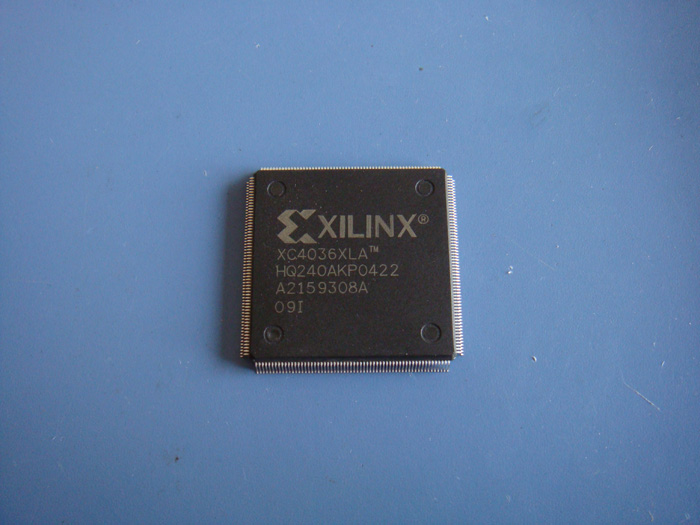 XILINX®
XC4036XLA™
HQ240AKP0422
A2159308A
09I